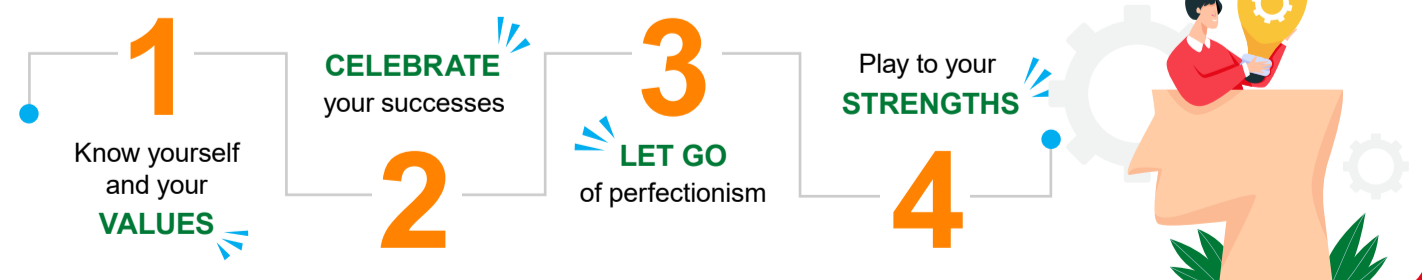 1
Know yourself
and your
VALUES
CELEBRATE
your successes
2
3
LET GO
of perfectionism
Play to your
STRENGTHS
4